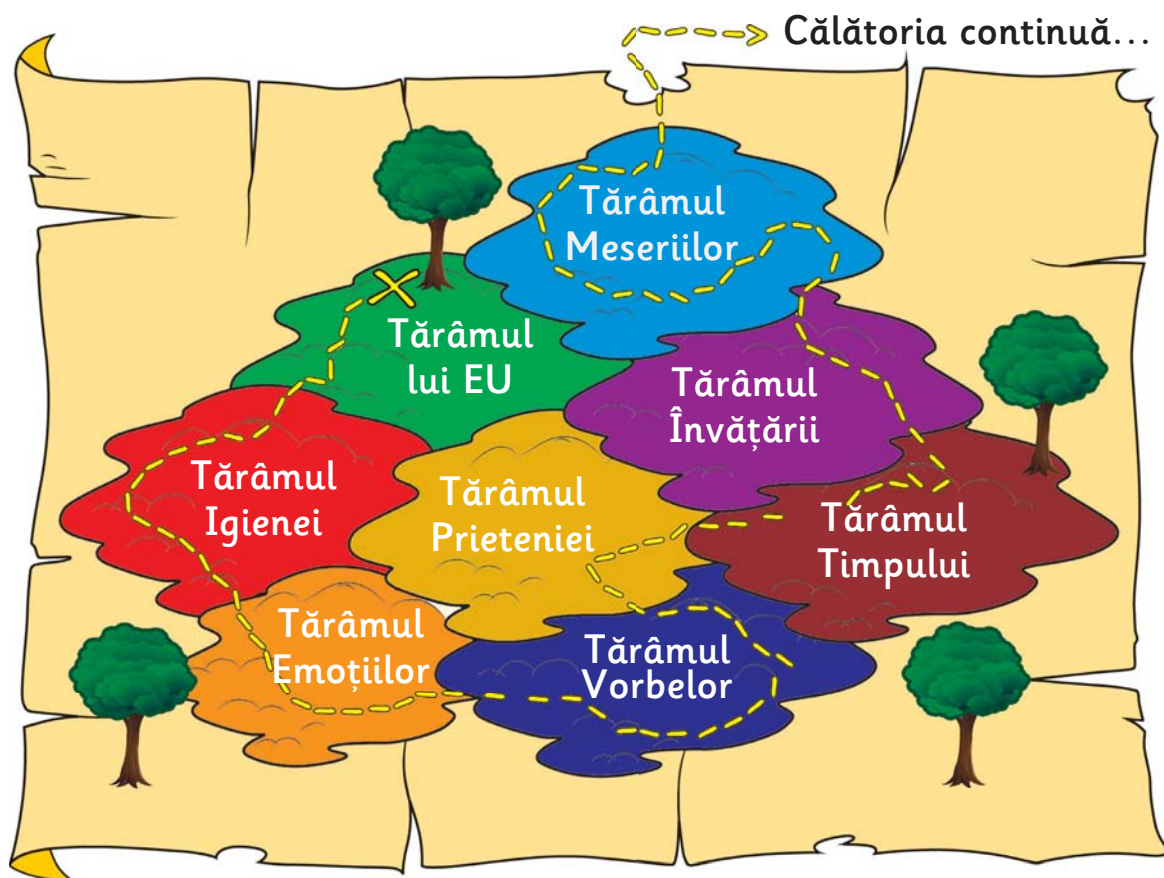 Călătoria continuă...
Tărâmul
Meseriilor
Tărâmul
lui EU
Tărâmul
Învățării
Tărâmul
Igienei
Tărâmul
Prieteniei
Tărâmul
Timpului
Tărâmul
Emoțiilor
Tărâmul
Vorbelor